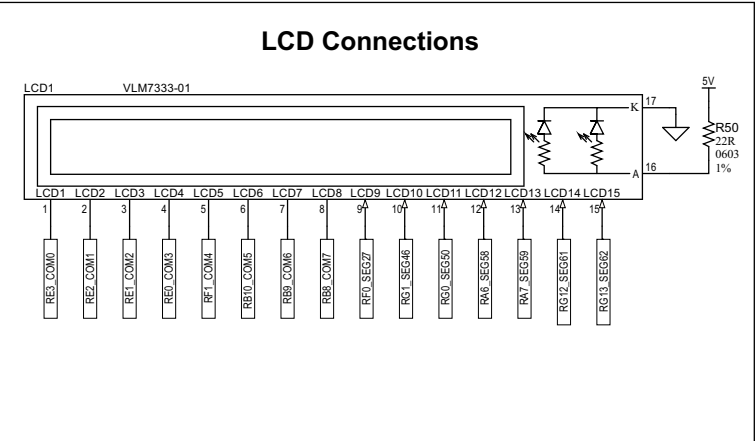 LCD Connections
LCD1 VLM7333-01
5V
K 17
R50
22R
0603
1%
A 16
LCD1 LCD2 LCD3 LCD4 LCD5 LCD6 LCD7 LCD8 LCD9 LCD10 LCD11 LCD12 LCD13 LCD14 LCD15
1 2 3 4 5 6 7 8 9 10 11 12 13 14 15
RE3_COM0
RE2_COM1
RE1_COM2
RE0_COM3
RF1_COM4
RB10_COM5
RB9_COM6
RB8_COM7
RF0_SEG27
RG1_SEG46
RG0_SEG50
RA6_SEG58
RA7_SEG59
RG12_SEG61
RG13_SEG62